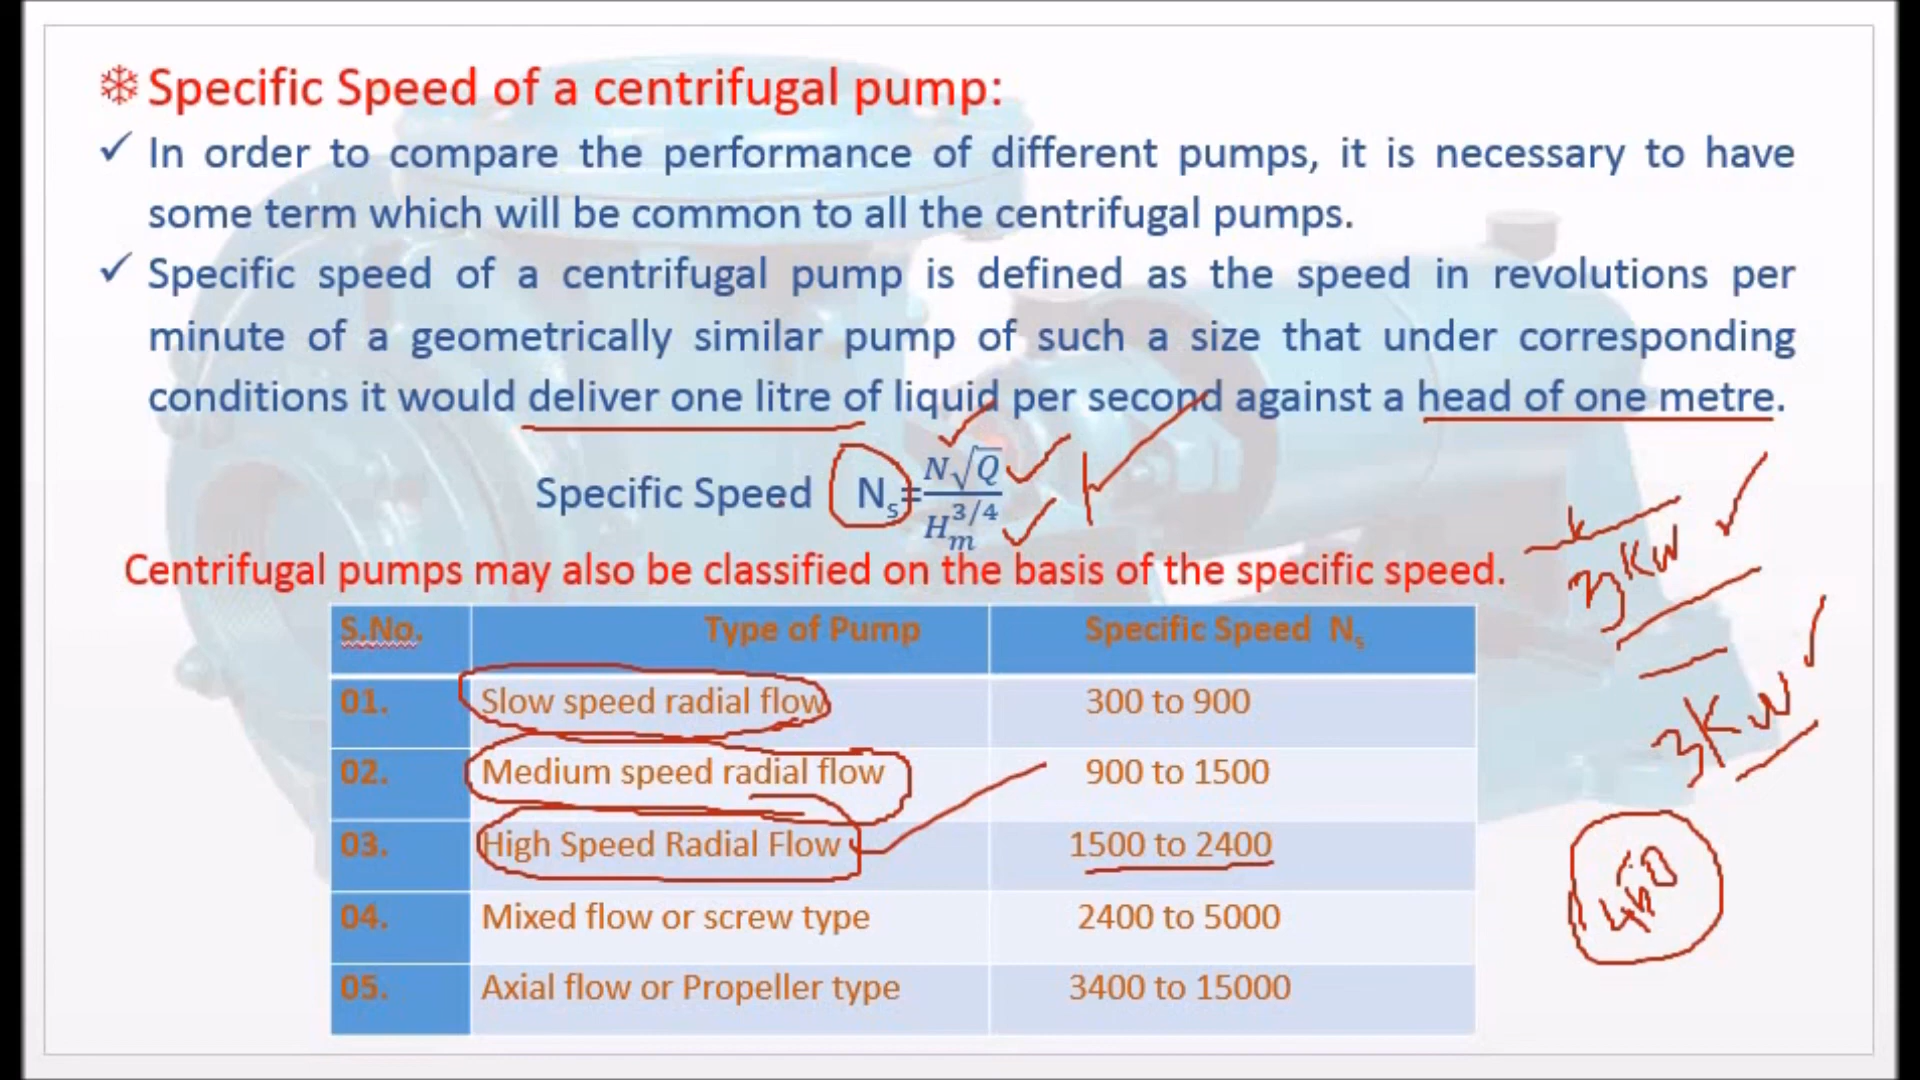 Specific Speed of a centrifugal pump:
✓ In order to compare the performance of different pumps, it is necessary to have
some term which will be common to all the centrifugal pumps.
✓ Specific speed of a centrifugal pump is defined as the speed in revolutions per
minute of a geometrically similar pump of such a size that under corresponding
conditions it would deliver one litre of liquid per second against a head of one metre.
Specific Speed Nₛ = N√Q / Hₘ^3/4
3 KW
Centrifugal pumps may also be classified on the basis of the specific speed.
S.No. Type of Pump Specific Speed Nₛ
01. Slow speed radial flow 300 to 900
3 KW
02. Medium speed radial flow 900 to 1500
03. High Speed Radial Flow 1500 to 2400
04. Mixed flow or screw type 2400 to 5000
05. Axial flow or Propeller type 3400 to 15000